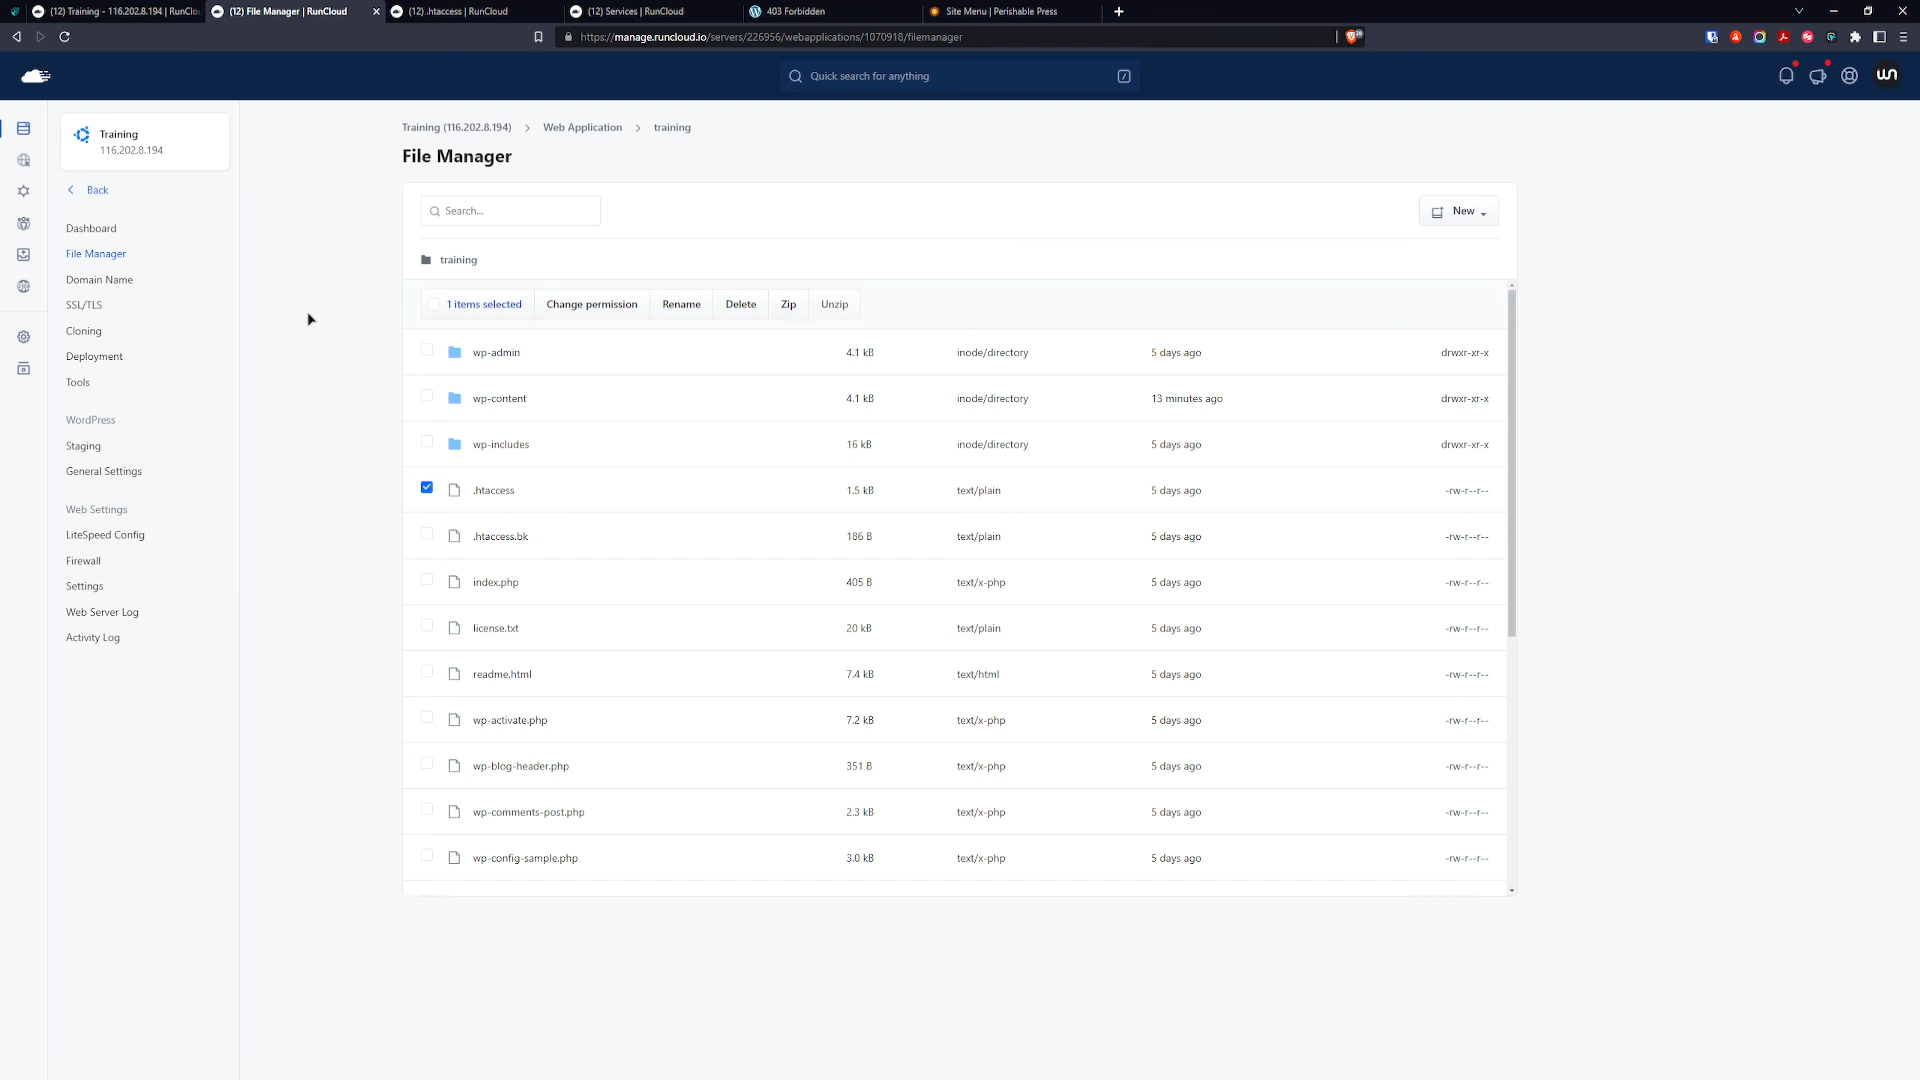 (12) Training - 116.202.8.194 | RunClo
(12) File Manager | RunCloud
(12) .htaccess | RunCloud
(12) Services | RunCloud
403 Forbidden
Site Menu | Perishable Press
https://manage.runcloud.io/servers/226956/webapplications/1070918/filemanager
Quick search for anything
/
un
Training
116.202.8.194
Back
Dashboard
File Manager
Domain Name
SSL/TLS
Cloning
Deployment
Tools
WordPress
Staging
General Settings
Web Settings
LiteSpeed Config
Firewall
Settings
Web Server Log
Activity Log
Training (116.202.8.194) > Web Application > training
File Manager
Search...
New
training
1 items selected Change permission Rename Delete Zip Unzip
wp-admin 4.1 kB inode/directory 5 days ago drwxr-xr-x
wp-content 4.1 kB inode/directory 13 minutes ago drwxr-xr-x
wp-includes 16 kB inode/directory 5 days ago drwxr-xr-x
.htaccess 1.5 kB text/plain 5 days ago -rw-r--r--
.htaccess.bk 186 B text/plain 5 days ago -rw-r--r--
index.php 405 B text/x-php 5 days ago -rw-r--r--
license.txt 20 kB text/plain 5 days ago -rw-r--r--
readme.html 7.4 kB text/html 5 days ago -rw-r--r--
wp-activate.php 7.2 kB text/x-php 5 days ago -rw-r--r--
wp-blog-header.php 351 B text/x-php 5 days ago -rw-r--r--
wp-comments-post.php 2.3 kB text/x-php 5 days ago -rw-r--r--
wp-config-sample.php 3.0 kB text/x-php 5 days ago -rw-r--r--